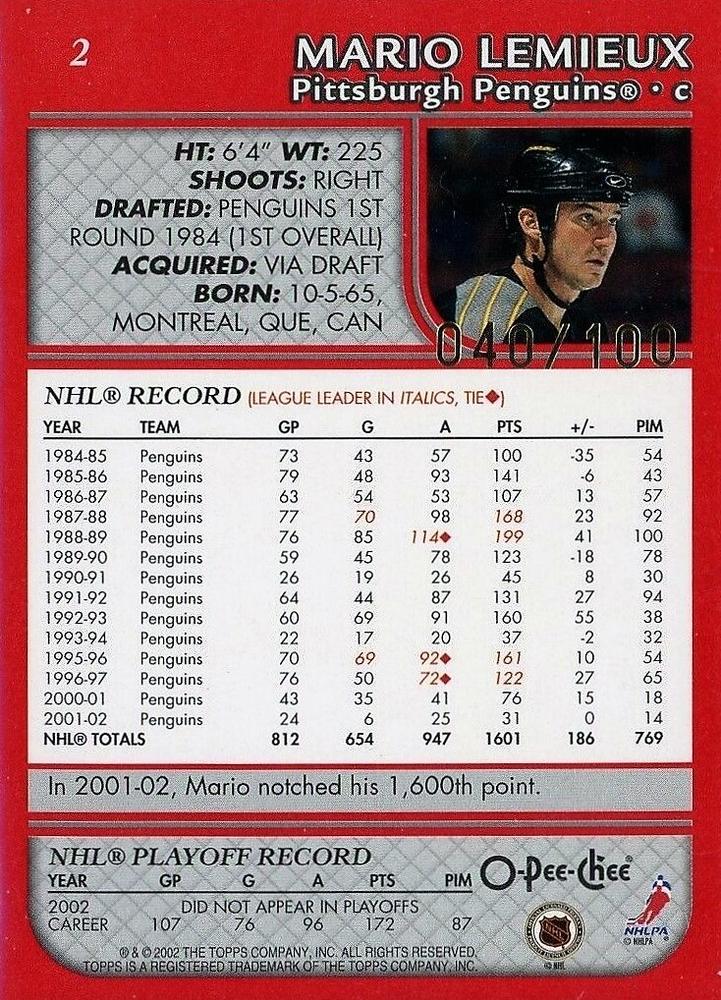 2
MARIO LEMIEUX
Pittsburgh Penguins® • C
HT: 6'4" WT: 225
SHOOTS: RIGHT
DRAFTED: PENGUINS 1ST
ROUND 1984 (1ST OVERALL)
ACQUIRED: VIA DRAFT
BORN: 10-5-65,
MONTREAL, QUE, CAN
040/100
NHL® RECORD (LEAGUE LEADER IN ITALICS, TIE◆)
YEAR TEAM GP G A PTS +/- PIM
1984-85 Penguins 73 43 57 100 -35 54
1985-86 Penguins 79 48 93 141 -6 43
1986-87 Penguins 63 54 53 107 13 57
1987-88 Penguins 77 70 98 168 23 92
1988-89 Penguins 76 85 114◆ 199 41 100
1989-90 Penguins 59 45 78 123 -18 78
1990-91 Penguins 26 19 26 45 8 30
1991-92 Penguins 64 44 87 131 27 94
1992-93 Penguins 60 69 91 160 55 38
1993-94 Penguins 22 17 20 37 -2 32
1995-96 Penguins 70 69 92◆ 161 10 54
1996-97 Penguins 76 50 72◆ 122 27 65
2000-01 Penguins 43 35 41 76 15 18
2001-02 Penguins 24 6 25 31 0 14
NHL® TOTALS 812 654 947 1601 186 769
In 2001-02, Mario notched his 1,600th point.
NHL® PLAYOFF RECORD
YEAR GP G A PTS PIM
2002 DID NOT APPEAR IN PLAYOFFS
CAREER 107 76 96 172 87
® & © 2002 THE TOPPS COMPANY, INC. ALL RIGHTS RESERVED.
TOPPS IS A REGISTERED TRADEMARK OF THE TOPPS COMPANY, INC.
O-Pee-Chee®
NHL
© NHL
NHLPA
© NHLPA